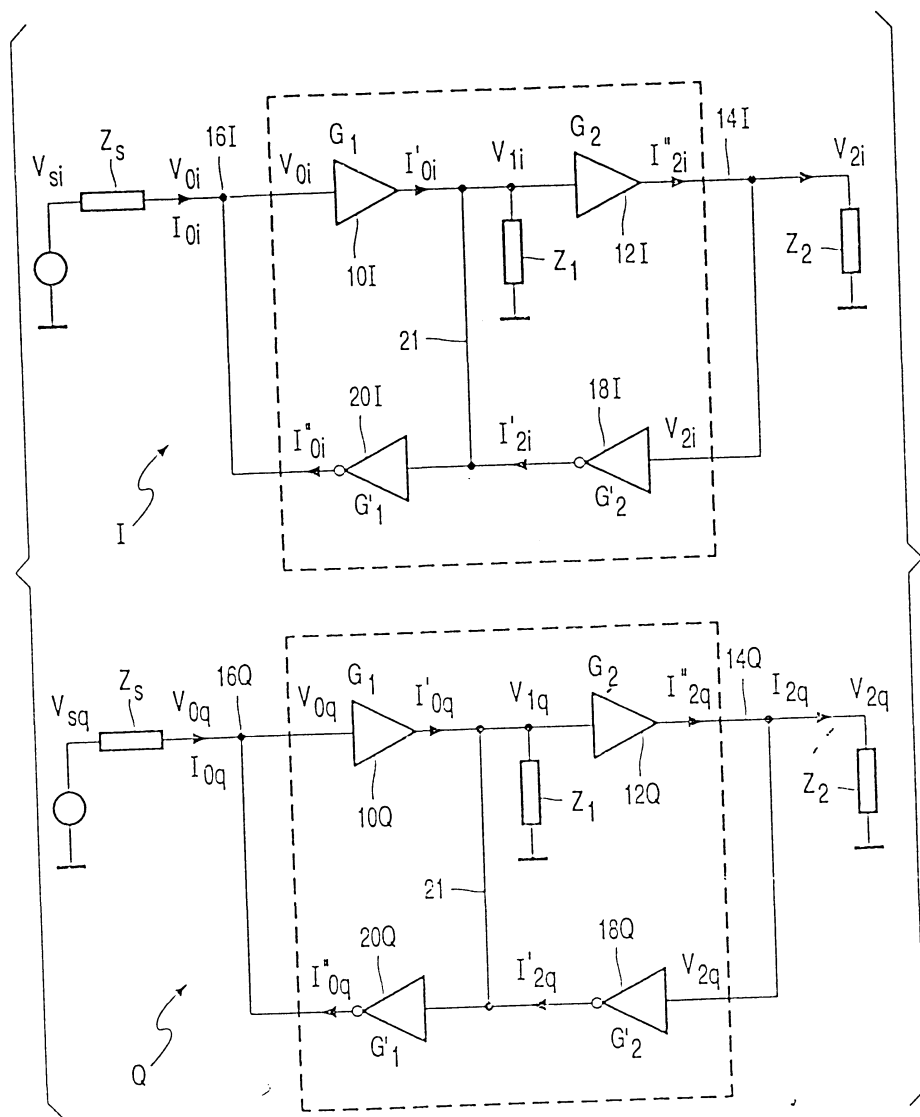 16I
Z_s
V_si
V_0i
I_0i
V_0i
G_1
I'_0i
V_1i
G_2
I"_2i
14I
V_2i
10I
Z_1
12I
Z_2
21
20I
18I
I"_0i
G'_1
I'_2i
G'_2
V_2i
I
16Q
Z_s
V_sq
V_0q
I_0q
V_0q
G_1
I'_0q
V_1q
G_2
I"_2q
14Q
I_2q
V_2q
10Q
Z_1
12Q
Z_2
21
20Q
18Q
I"_0q
G'_1
I'_2q
G'_2
V_2q
Q